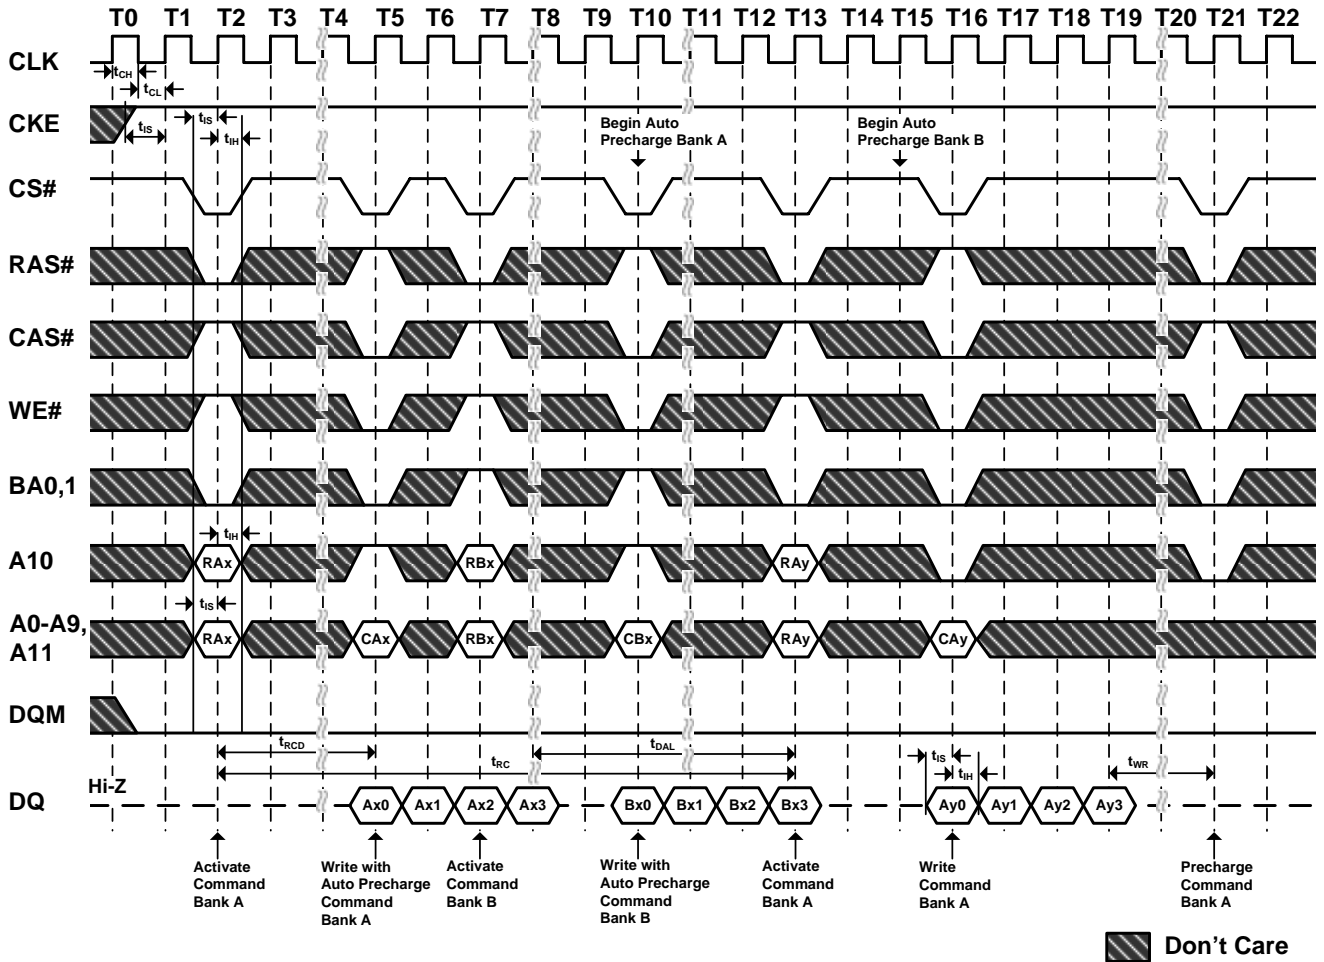 T0 T1 T2 T3 T4 T5 T6 T7 T8 T9 T10 T11 T12 T13 T14 T15 T16 T17 T18 T19 T20 T21 T22
CLK
tCH
tCL
CKE
tIS
tIS
tIH
Begin Auto
Precharge Bank A
Begin Auto
Precharge Bank B
CS#
RAS#
CAS#
WE#
BA0,1
tIH
A10
RAx RBx RAy
tIS
A0-A9,
A11
RAx CAx RBx CBx RAy CAy
DQM
tRCD
tDAL
tRC
tIS
tIH
tWR
Hi-Z
DQ
Ax0 Ax1 Ax2 Ax3 Bx0 Bx1 Bx2 Bx3 Ay0 Ay1 Ay2 Ay3
Activate
Command
Bank A
Write with
Auto Precharge
Command
Bank A
Activate
Command
Bank B
Write with
Auto Precharge
Command
Bank B
Activate
Command
Bank A
Write
Command
Bank A
Precharge
Command
Bank A
Don't Care